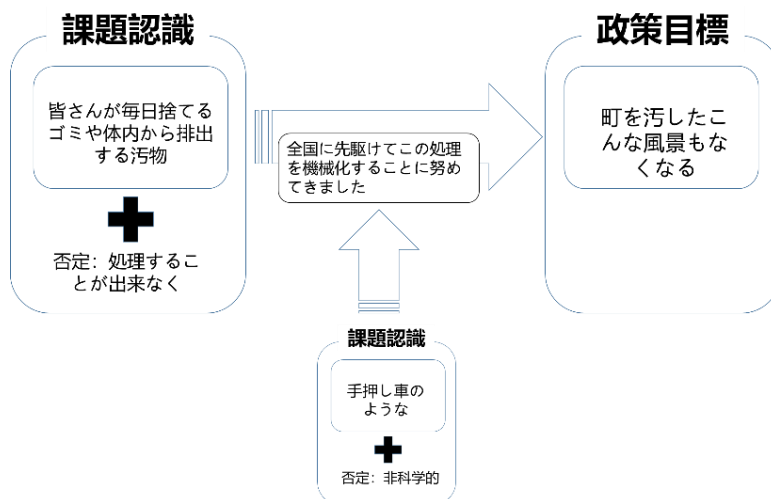 課題認識
皆さんが毎日捨てる
ゴミや体内から排出
する汚物
否定：処理するこ
とが出来なく
全国に先駆けてこの処理
を機械化することに努め
てきました
政策目標
町を汚したこ
んな風景もな
くなる
課題認識
手押し車の
ような
否定：非科学的